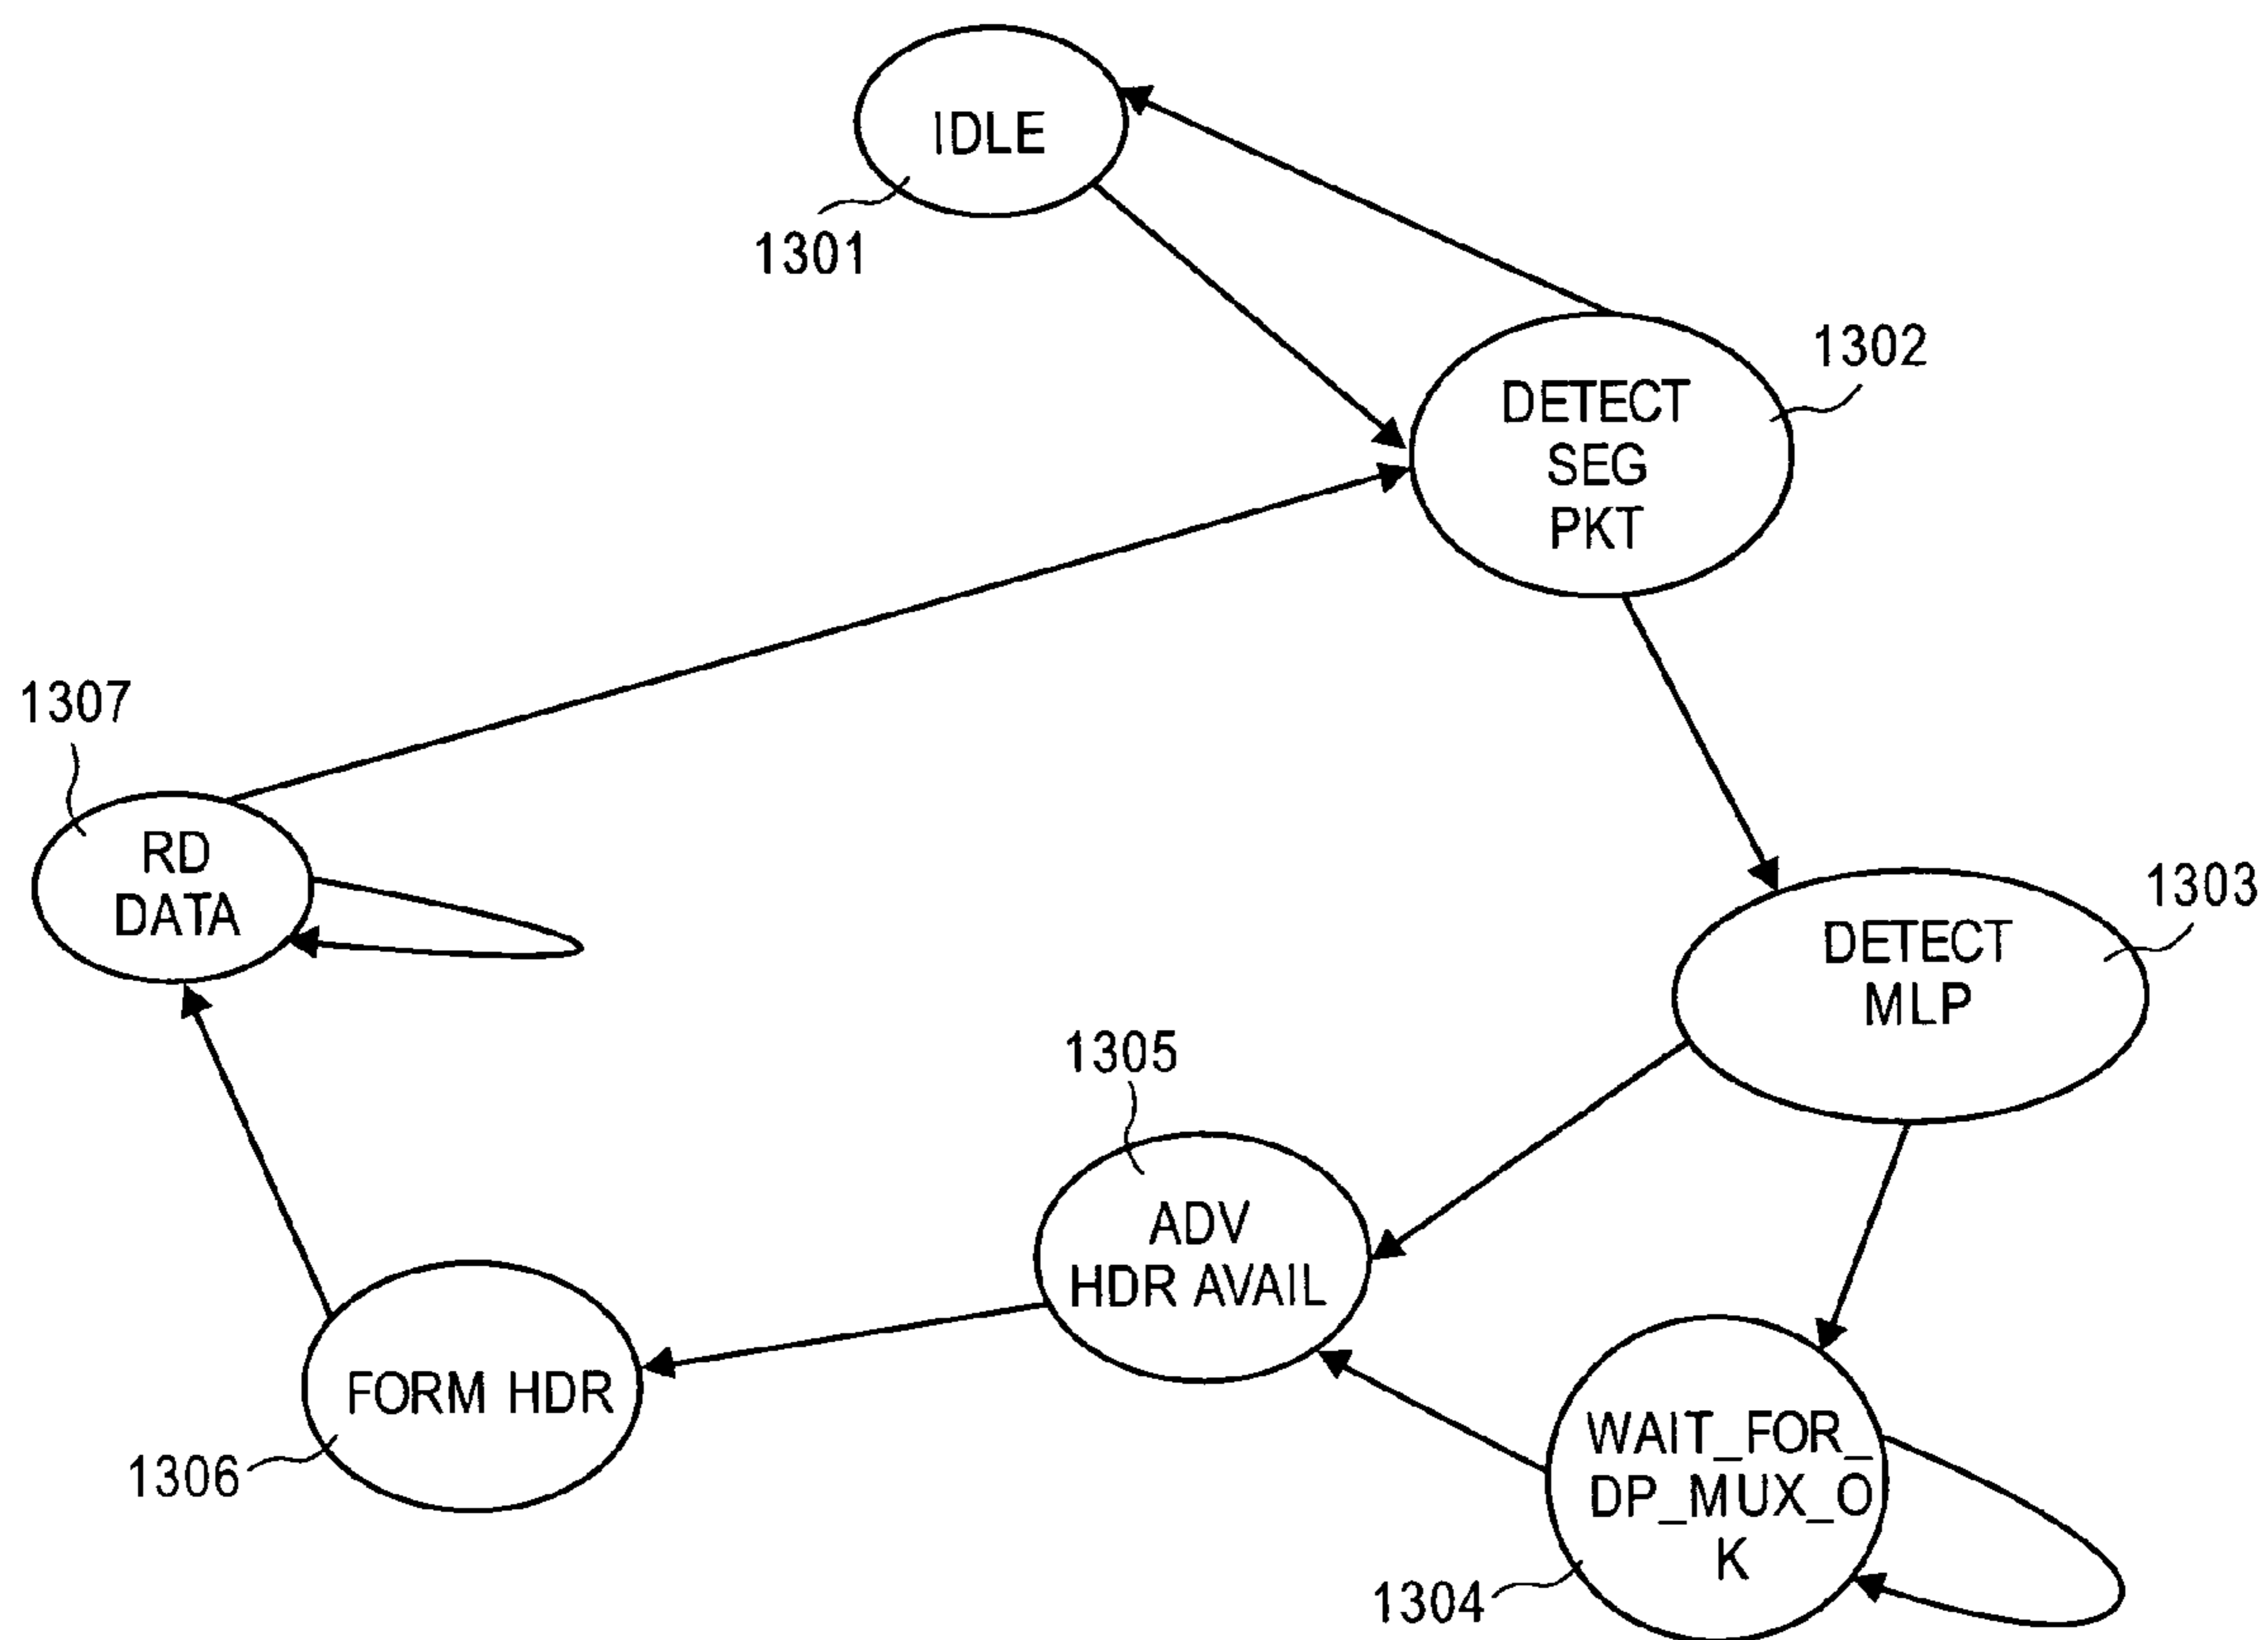 IDLE
1301
1302
DETECT
SEG
PKT
1307
RD
DATA
1303
DETECT
MLP
1305
ADV
HDR AVAIL
FORM HDR
1306
WAIT_FOR_
DP_MUX_O
K
1304